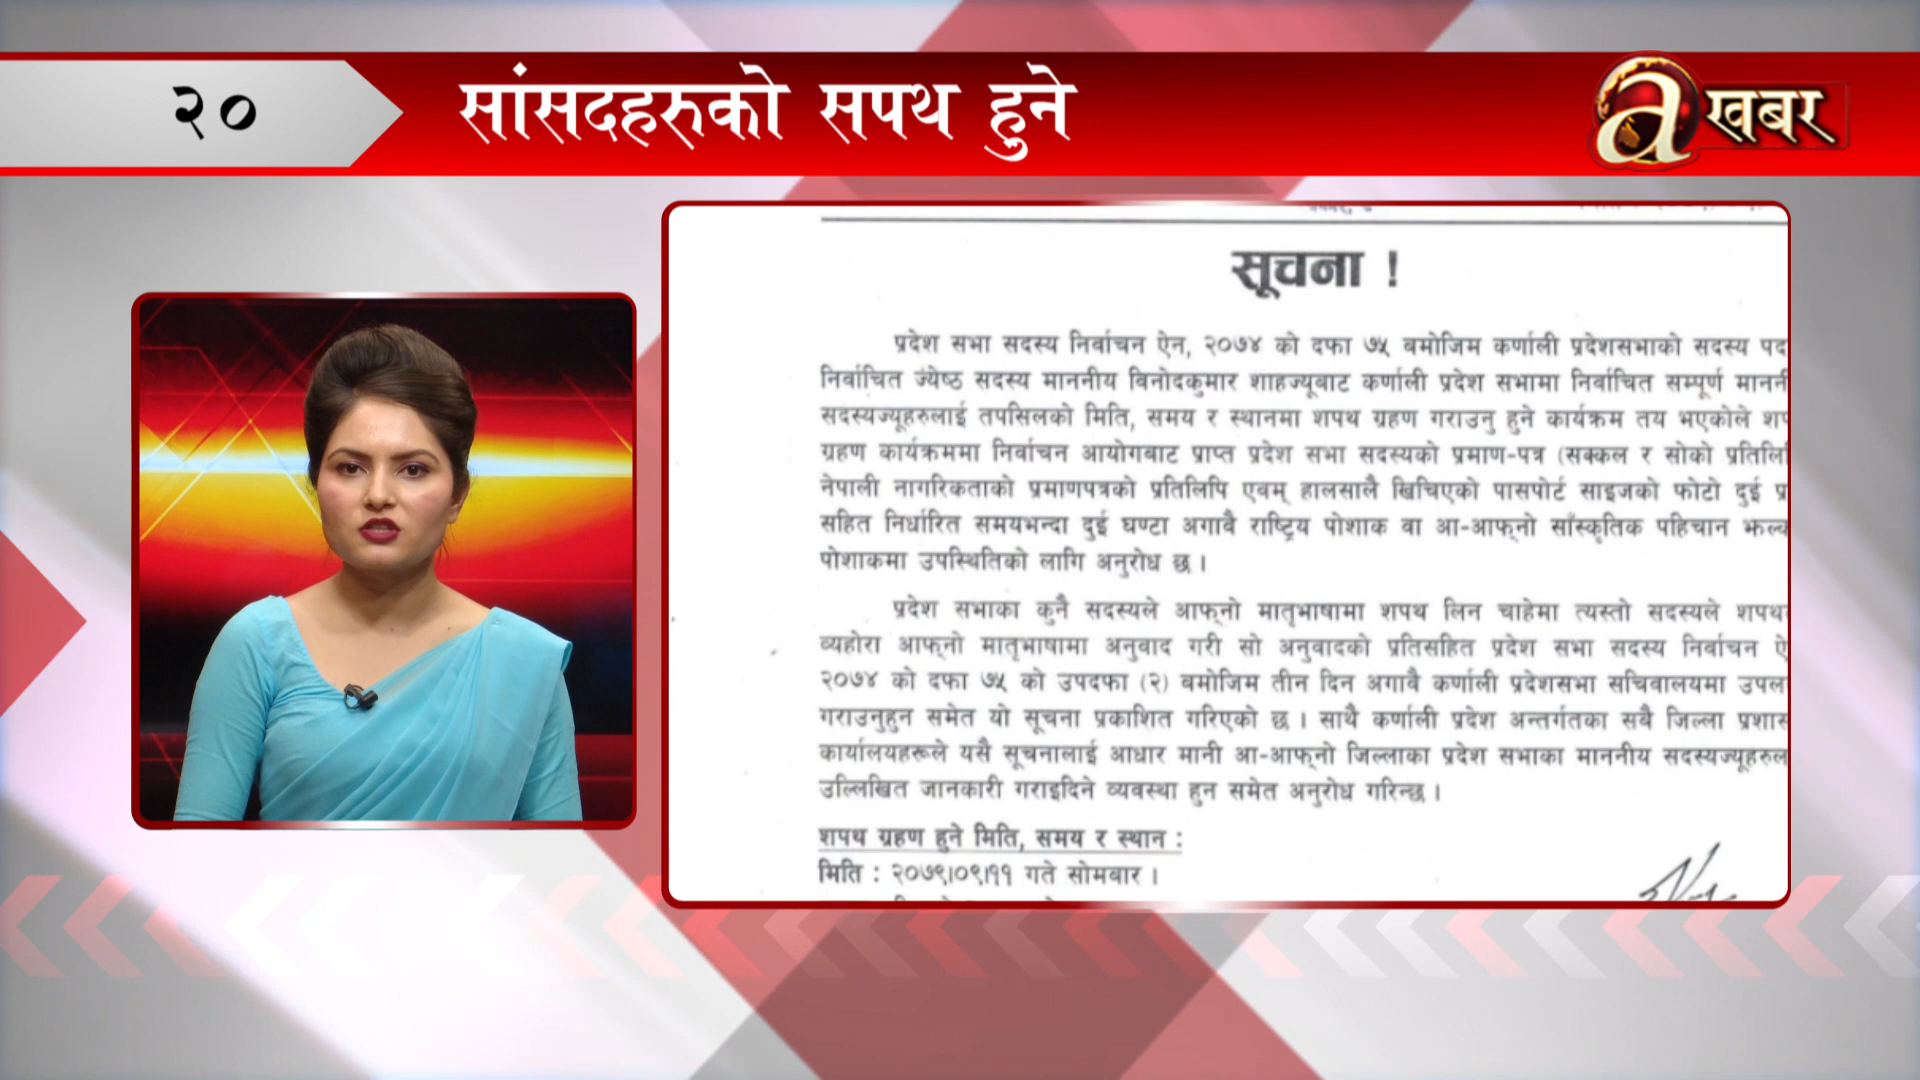 २०
सांसदहरुको सपथ हुने
a खबर
सूचना !
प्रदेश सभा सदस्य निर्वाचन ऐन, २०७४ को दफा ७५ बमोजिम कर्णाली प्रदेशसभाको सदस्य पद
निर्वाचित ज्येष्ठ सदस्य माननीय विनोदकुमार शाहज्यूबाट कर्णाली प्रदेश सभामा निर्वाचित सम्पूर्ण मानर्न
सदस्यज्यूहरुलाई तपसिलको मिति, समय र स्थानमा शपथ ग्रहण गराउनु हुने कार्यक्रम तय भएकोले शप
ग्रहण कार्यक्रममा निर्वाचन आयोगबाट प्राप्त प्रदेश सभा सदस्यको प्रमाण-पत्र (सक्कल र सोको प्रतिलि
नेपाली नागरिकताको प्रमाणपत्रको प्रतिलिपि एवम् हालसालै खिचिएको पासपोर्ट साइजको फोटो दुई प्र
सहित निर्धारित समयभन्दा दुई घण्टा अगावै राष्ट्रिय पोशाक वा आ-आफ्‌नो साँस्कृतिक पहिचान झल्क
पोशाकमा उपस्थितिको लागि अनुरोध छ ।
प्रदेश सभाका कुनै सदस्यले आफ्‌नो मातृभाषामा शपथ लिन चाहेमा त्यस्तो सदस्यले शपथ
व्यहोरा आफ्‌नो मातृभाषामा अनुवाद गरी सो अनुवादको प्रतिसहित प्रदेश सभा सदस्य निर्वाचन ऐ
२०७४ को दफा ७५ को उपदफा (२) बमोजिम तीन दिन अगावै कर्णाली प्रदेशसभा सचिवालयमा उपल
गराउनुहुन समेत यो सूचना प्रकाशित गरिएको छ । साथै कर्णाली प्रदेश अन्तर्गतका सबै जिल्ला प्रशास
कार्यालयहरूले यसै सूचनालाई आधार मानी आ-आफ्‌नो जिल्लाका प्रदेश सभाका माननीय सदस्यज्यूहरुल
उल्लिखित जानकारी गराइदिने व्यवस्था हुन समेत अनुरोध गरिन्छ ।
शपथ ग्रहण हुने मिति, समय र स्थान :
मिति : २०७९।०९।११ गते सोमबार ।